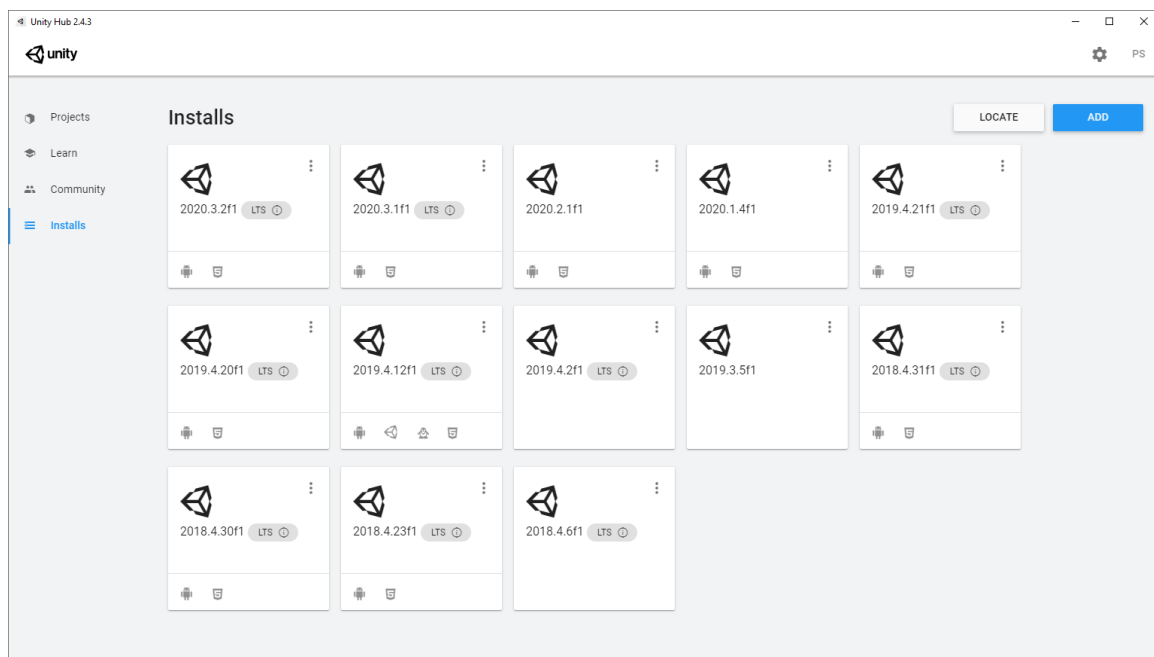 Unity Hub 2.4.3
unity
PS
Projects
Learn
Community
Installs
Installs
LOCATE
ADD
2020.3.2f1 LTS
2020.3.1f1 LTS
2020.2.1f1
2020.1.4f1
2019.4.21f1 LTS
2019.4.20f1 LTS
2019.4.12f1 LTS
2019.4.2f1 LTS
2019.3.5f1
2018.4.31f1 LTS
2018.4.30f1 LTS
2018.4.23f1 LTS
2018.4.6f1 LTS